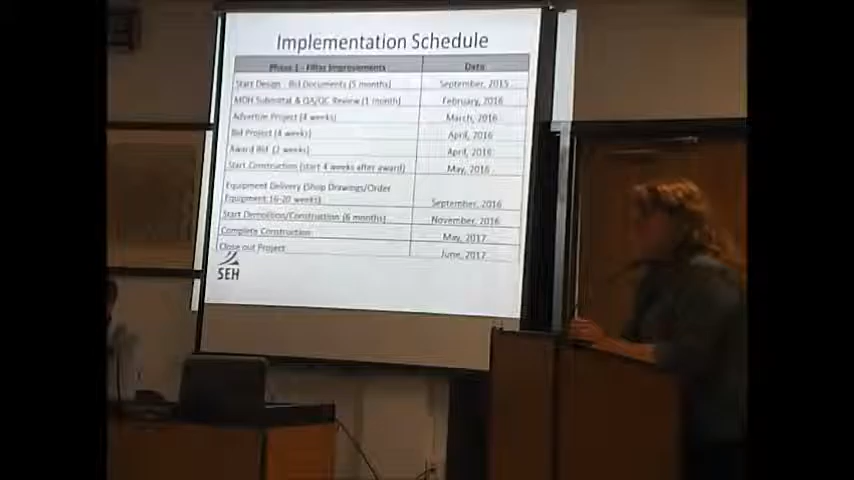 Implementation Schedule
Phase 1 - Filter Improvements Date
Start Design - Bid Documents (5 months) September, 2015
MDH Submittal & QA/QC Review (1 month) February, 2016
Advertise Project (4 weeks) March, 2016
Bid Project (4 weeks) April, 2016
Award Bid (2 weeks) April, 2016
Start Construction (start 4 weeks after award) May, 2016
Equipment Delivery (Shop Drawings/Order
Equipment 16-20 weeks) September, 2016
Start Demolition/Construction (6 months) November, 2016
Complete Construction May, 2017
Close out Project June, 2017
SEH